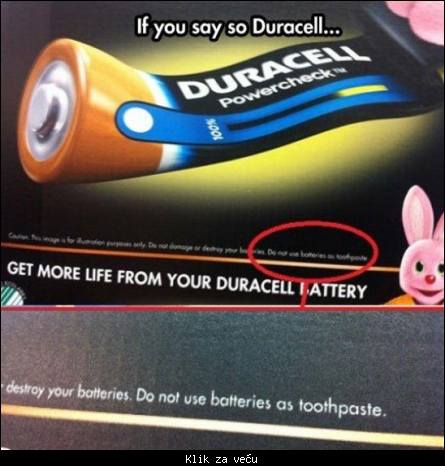 If you say so Duracell...
DURACELL
Powercheck™
100%
Caution: This image is for illustration purposes only. Do not damage or destroy your batteries. Do not use batteries as toothpaste
GET MORE LIFE FROM YOUR DURACELL BATTERY
destroy your batteries. Do not use batteries as toothpaste.
Klik za veću